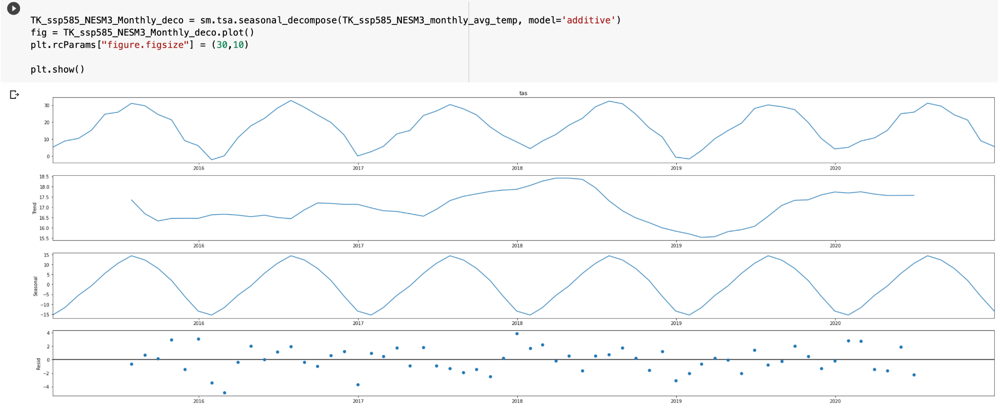 TK_ssp585_NESM3_Monthly_deco = sm.tsa.seasonal_decompose(TK_ssp585_NESM3_monthly_avg_temp, model='additive')
fig = TK_ssp585_NESM3_Monthly_deco.plot()
plt.rcParams["figure.figsize"] = (30,10)
plt.show()
tas
30
20
10
0
2016 2017 2018 2019 2020
Trend
18.5
18.0
17.5
17.0
16.5
16.0
15.5
2016 2017 2018 2019 2020
Seasonal
15
10
5
0
−5
−10
−15
2016 2017 2018 2019 2020
Resid
4
2
0
−2
−4
2016 2017 2018 2019 2020